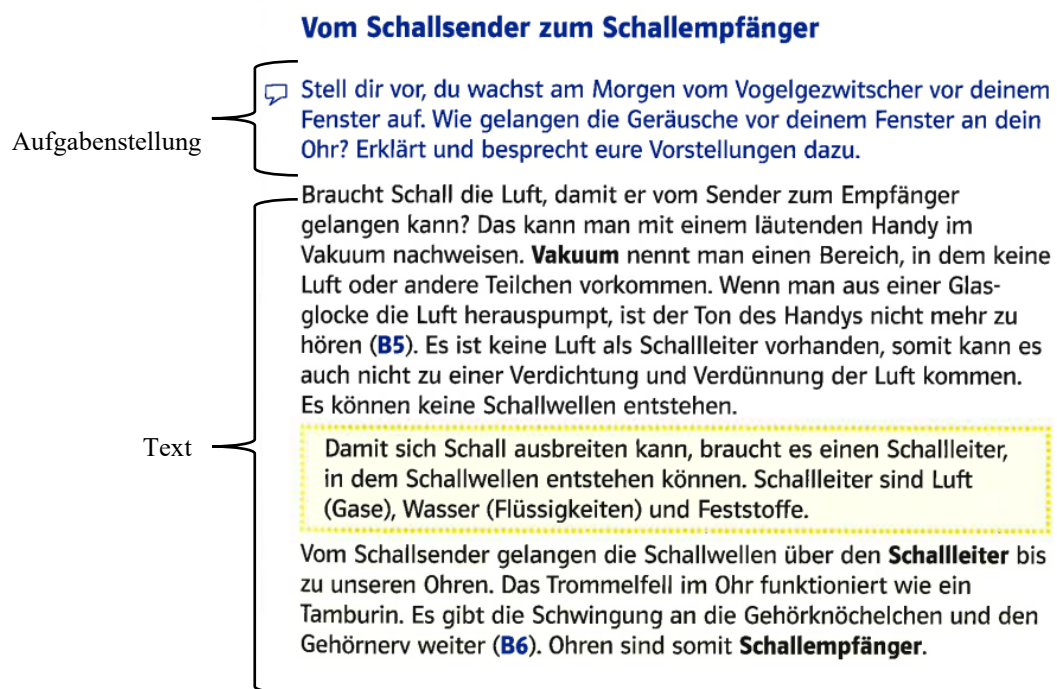 Vom Schallsender zum Schallempfänger
Aufgabenstellung
Stell dir vor, du wachst am Morgen vom Vogelgezwitscher vor deinem
Fenster auf. Wie gelangen die Geräusche vor deinem Fenster an dein
Ohr? Erklärt und besprecht eure Vorstellungen dazu.
Text
Braucht Schall die Luft, damit er vom Sender zum Empfänger
gelangen kann? Das kann man mit einem läutenden Handy im
Vakuum nachweisen. Vakuum nennt man einen Bereich, in dem keine
Luft oder andere Teilchen vorkommen. Wenn man aus einer Glas-
glocke die Luft herauspumpt, ist der Ton des Handys nicht mehr zu
hören (B5). Es ist keine Luft als Schallleiter vorhanden, somit kann es
auch nicht zu einer Verdichtung und Verdünnung der Luft kommen.
Es können keine Schallwellen entstehen.
Damit sich Schall ausbreiten kann, braucht es einen Schallleiter,
in dem Schallwellen entstehen können. Schallleiter sind Luft
(Gase), Wasser (Flüssigkeiten) und Feststoffe.
Vom Schallsender gelangen die Schallwellen über den Schallleiter bis
zu unseren Ohren. Das Trommelfell im Ohr funktioniert wie ein
Tamburin. Es gibt die Schwingung an die Gehörknöchelchen und den
Gehörnerv weiter (B6). Ohren sind somit Schallempfänger.